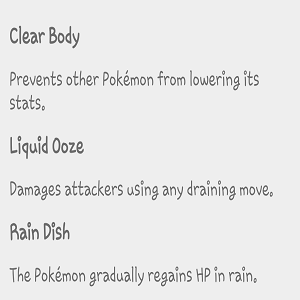 Clear Body
Prevents other Pokémon from lowering its
stats。
Liquid Ooze
Damages attackers using any draining move。
Rain Dish
The Pokémon gradually regains HP in rain。